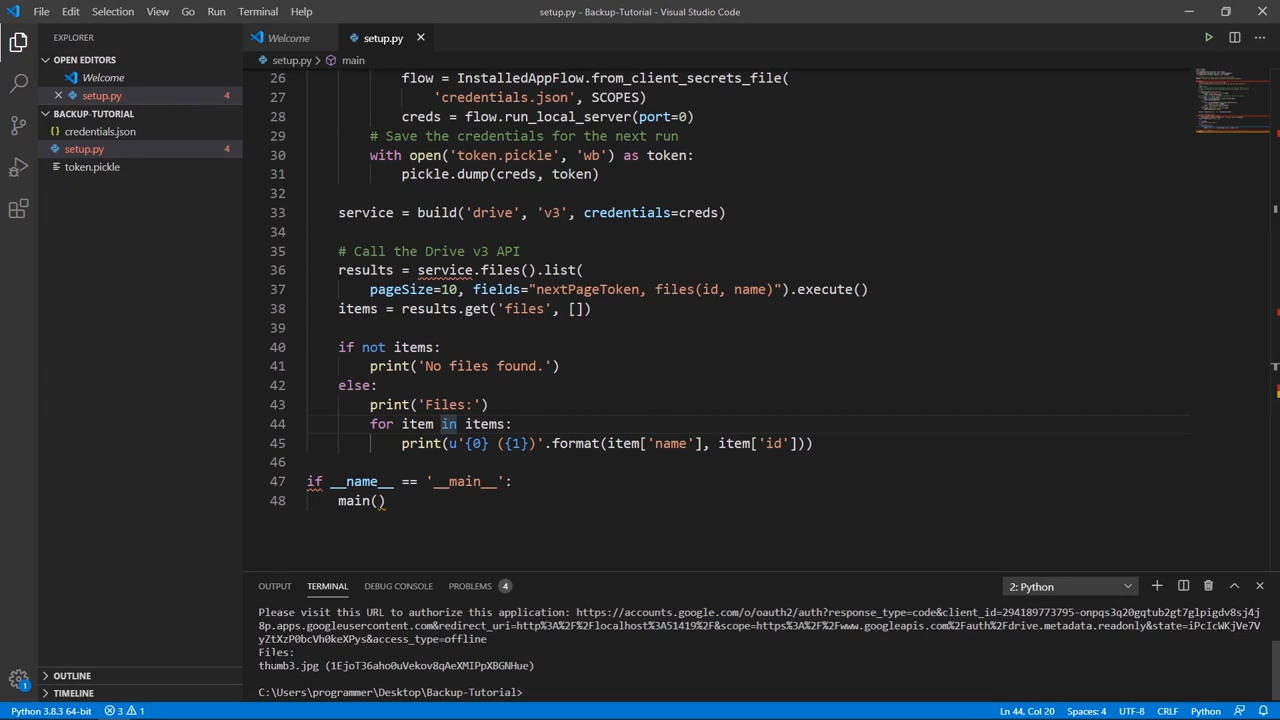 File Edit Selection View Go Run Terminal Help
setup.py - Backup-Tutorial - Visual Studio Code
EXPLORER
OPEN EDITORS
Welcome
setup.py 4
BACKUP-TUTORIAL
credentials.json
setup.py 4
token.pickle
OUTLINE
TIMELINE
Welcome
setup.py
setup.py > main
26 flow = InstalledAppFlow.from_client_secrets_file(
27 'credentials.json', SCOPES)
28 creds = flow.run_local_server(port=0)
29 # Save the credentials for the next run
30 with open('token.pickle', 'wb') as token:
31 pickle.dump(creds, token)
32
33 service = build('drive', 'v3', credentials=creds)
34
35 # Call the Drive v3 API
36 results = service.files().list(
37 pageSize=10, fields="nextPageToken, files(id, name)").execute()
38 items = results.get('files', [])
39
40 if not items:
41 print('No files found.')
42 else:
43 print('Files:')
44 for item in items:
45 print(u'{0} ({1})'.format(item['name'], item['id']))
46
47 if __name__ == '__main__':
48 main()
OUTPUT TERMINAL DEBUG CONSOLE PROBLEMS 4
2: Python
Please visit this URL to authorize this application: https://accounts.google.com/o/oauth2/auth?response_type=code&client_id=294189773795-onpqs3q20gqtub2gt7glpigdv8sj4j
8p.apps.googleusercontent.com&redirect_uri=http%3A%2F%2Flocalhost%3A51419%2F&scope=https%3A%2F%2Fwww.googleapis.com%2Fauth%2Fdrive.metadata.readonly&state=iPcIcWKjVe7V
yZtXzP0bcVh0keXPys&access_type=offline
Files:
thumb3.jpg (1EjoT36aho0uVekov8qAeXMIPpXBGNHue)
C:\Users\programmer\Desktop\Backup-Tutorial>
1
Python 3.8.3 64-bit 3 1
Ln 44, Col 20 Spaces: 4 UTF-8 CRLF Python